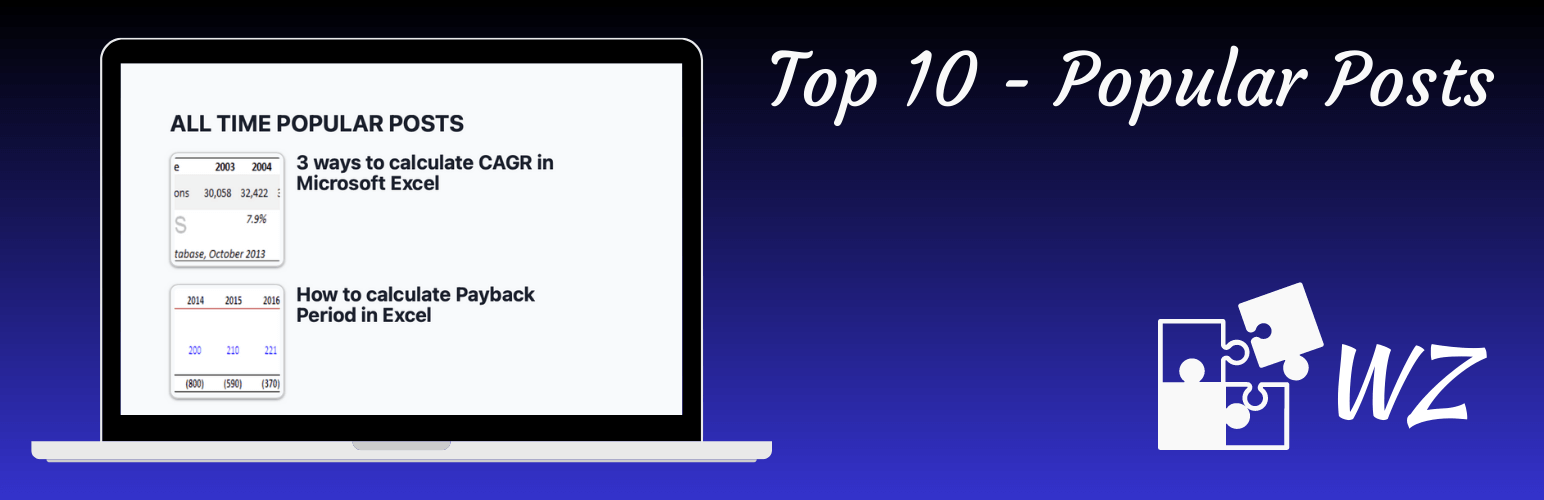 Top 10 - Popular Posts
ALL TIME POPULAR POSTS
e 2003 2004
ons 30,058 32,422
S
7.9%
tabase, October 2013
3 ways to calculate CAGR in
Microsoft Excel
2014 2015 2016
200 210 221
(800) (590) (370)
How to calculate Payback
Period in Excel
WZ